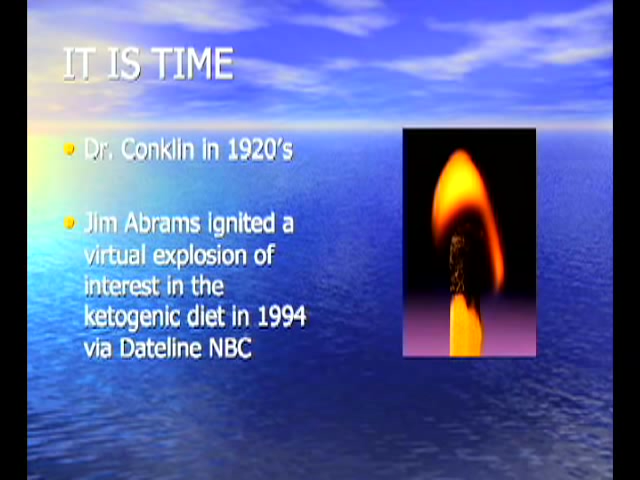 IT IS TIME
Dr. Conklin in 1920's
Jim Abrams ignited a
virtual explosion of
interest in the
ketogenic diet in 1994
via Dateline NBC